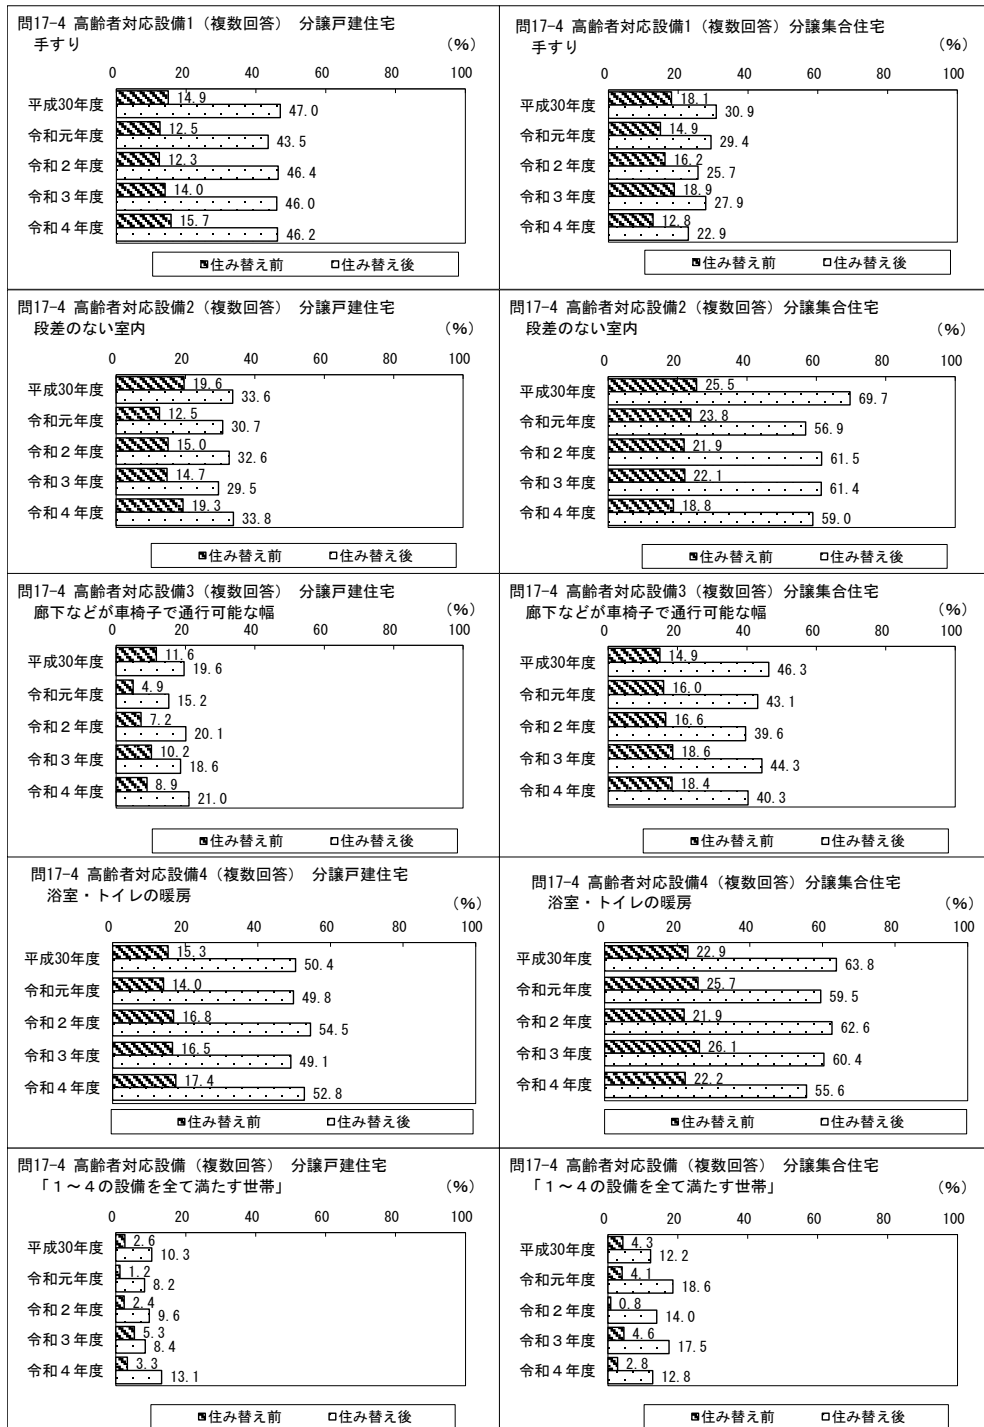 問17-4 高齢者対応設備1（複数回答） 分譲戸建住宅
手すり
(%)
0 20 40 60 80 100
平成30年度 14.9 47.0
令和元年度 12.5 43.5
令和２年度 12.3 46.4
令和３年度 14.0 46.0
令和４年度 15.7 46.2
住み替え前 住み替え後
問17-4 高齢者対応設備1（複数回答）分譲集合住宅
手すり
(%)
0 20 40 60 80 100
平成30年度 18.1 30.9
令和元年度 14.9 29.4
令和２年度 16.2 25.7
令和３年度 18.9 27.9
令和４年度 12.8 22.9
住み替え前 住み替え後
問17-4 高齢者対応設備2（複数回答） 分譲戸建住宅
段差のない室内
(%)
0 20 40 60 80 100
平成30年度 19.6 33.6
令和元年度 12.5 30.7
令和２年度 15.0 32.6
令和３年度 14.7 29.5
令和４年度 19.3 33.8
住み替え前 住み替え後
問17-4 高齢者対応設備2（複数回答）分譲集合住宅
段差のない室内
(%)
0 20 40 60 80 100
平成30年度 25.5 69.7
令和元年度 23.8 56.9
令和２年度 21.9 61.5
令和３年度 22.1 61.4
令和４年度 18.8 59.0
住み替え前 住み替え後
問17-4 高齢者対応設備3（複数回答） 分譲戸建住宅
廊下などが車椅子で通行可能な幅
(%)
0 20 40 60 80 100
平成30年度 11.6 19.6
令和元年度 4.9 15.2
令和２年度 7.2 20.1
令和３年度 10.2 18.6
令和４年度 8.9 21.0
住み替え前 住み替え後
問17-4 高齢者対応設備3（複数回答）分譲集合住宅
廊下などが車椅子で通行可能な幅
(%)
0 20 40 60 80 100
平成30年度 14.9 46.3
令和元年度 16.0 43.1
令和２年度 16.6 39.6
令和３年度 18.6 44.3
令和４年度 18.4 40.3
住み替え前 住み替え後
問17-4 高齢者対応設備4（複数回答） 分譲戸建住宅
浴室・トイレの暖房
(%)
0 20 40 60 80 100
平成30年度 15.3 50.4
令和元年度 14.0 49.8
令和２年度 16.8 54.5
令和３年度 16.5 49.1
令和４年度 17.4 52.8
住み替え前 住み替え後
問17-4 高齢者対応設備4（複数回答）分譲集合住宅
浴室・トイレの暖房
(%)
0 20 40 60 80 100
平成30年度 22.9 63.8
令和元年度 25.7 59.5
令和２年度 21.9 62.6
令和３年度 26.1 60.4
令和４年度 22.2 55.6
住み替え前 住み替え後
問17-4 高齢者対応設備（複数回答） 分譲戸建住宅
「１～４の設備を全て満たす世帯」
(%)
0 20 40 60 80 100
平成30年度 2.6 10.3
令和元年度 1.2 8.2
令和２年度 2.4 9.6
令和３年度 5.3 8.4
令和４年度 3.3 13.1
住み替え前 住み替え後
問17-4 高齢者対応設備（複数回答） 分譲集合住宅
「１～４の設備を全て満たす世帯」
(%)
0 20 40 60 80 100
平成30年度 4.3 12.2
令和元年度 4.1 18.6
令和２年度 0.8 14.0
令和３年度 4.6 17.5
令和４年度 2.8 12.8
住み替え前 住み替え後